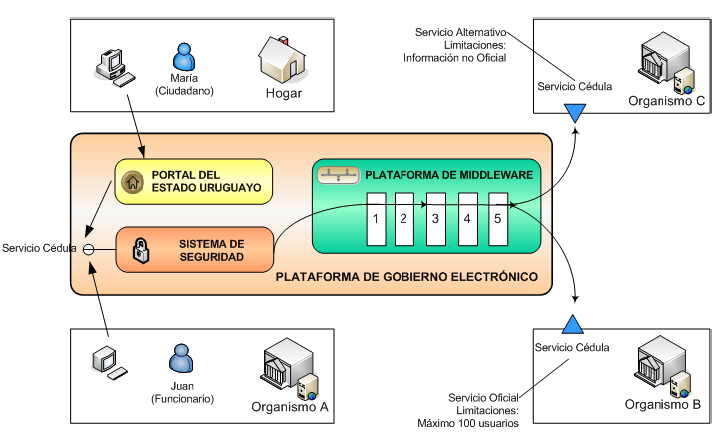 María
(Ciudadano)
Hogar
Servicio Alternativo
Limitaciones:
Información no Oficial
Servicio Cédula
Organismo C
PORTAL DEL
ESTADO URUGUAYO
PLATAFORMA DE MIDDLEWARE
1 2 3 4 5
Servicio Cédula
SISTEMA DE
SEGURIDAD
PLATAFORMA DE GOBIERNO ELECTRÓNICO
Juan
(Funcionario)
Organismo A
Servicio Cédula
Organismo B
Servicio Oficial
Limitaciones:
Máximo 100 usuarios